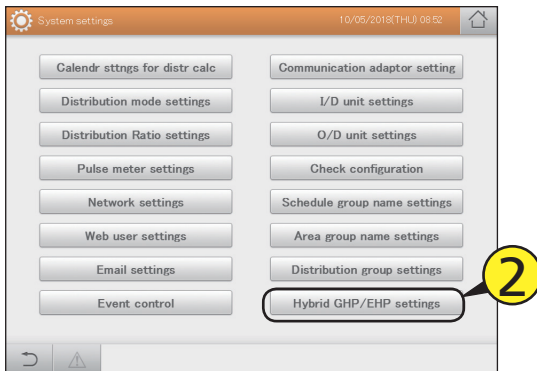 System settings 10/05/2018(THU) 08:52
Calendr sttngs for distr calc
Communication adaptor setting
Distribution mode settings
I/D unit settings
Distribution Ratio settings
O/D unit settings
Pulse meter settings
Check configuration
Network settings
Schedule group name settings
Web user settings
Area group name settings
Email settings
Distribution group settings
Event control
Hybrid GHP/EHP settings
2